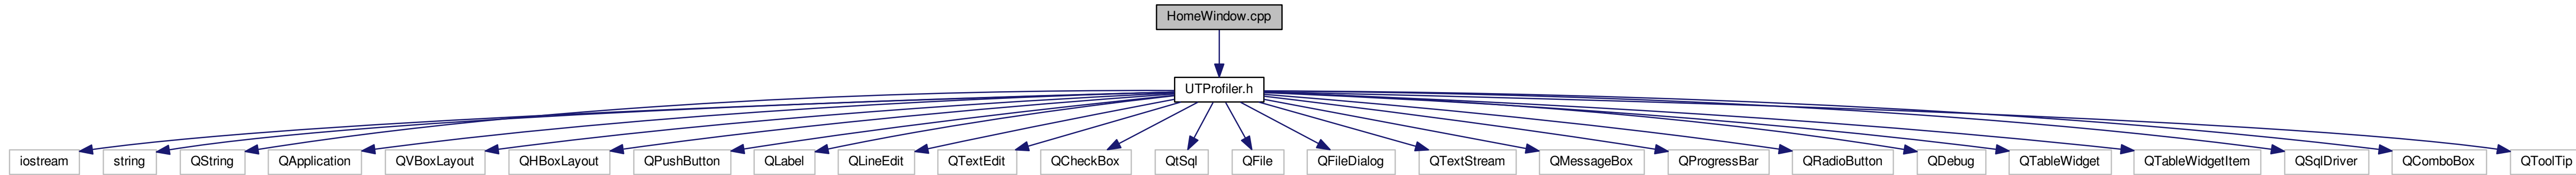 HomeWindow.cpp
UTProfiler.h
iostream
string
QString
QApplication
QVBoxLayout
QHBoxLayout
QPushButton
QLabel
QLineEdit
QTextEdit
QCheckBox
QtSql
QFile
QFileDialog
QTextStream
QMessageBox
QProgressBar
QRadioButton
QDebug
QTableWidget
QTableWidgetItem
QSqlDriver
QComboBox
QToolTip